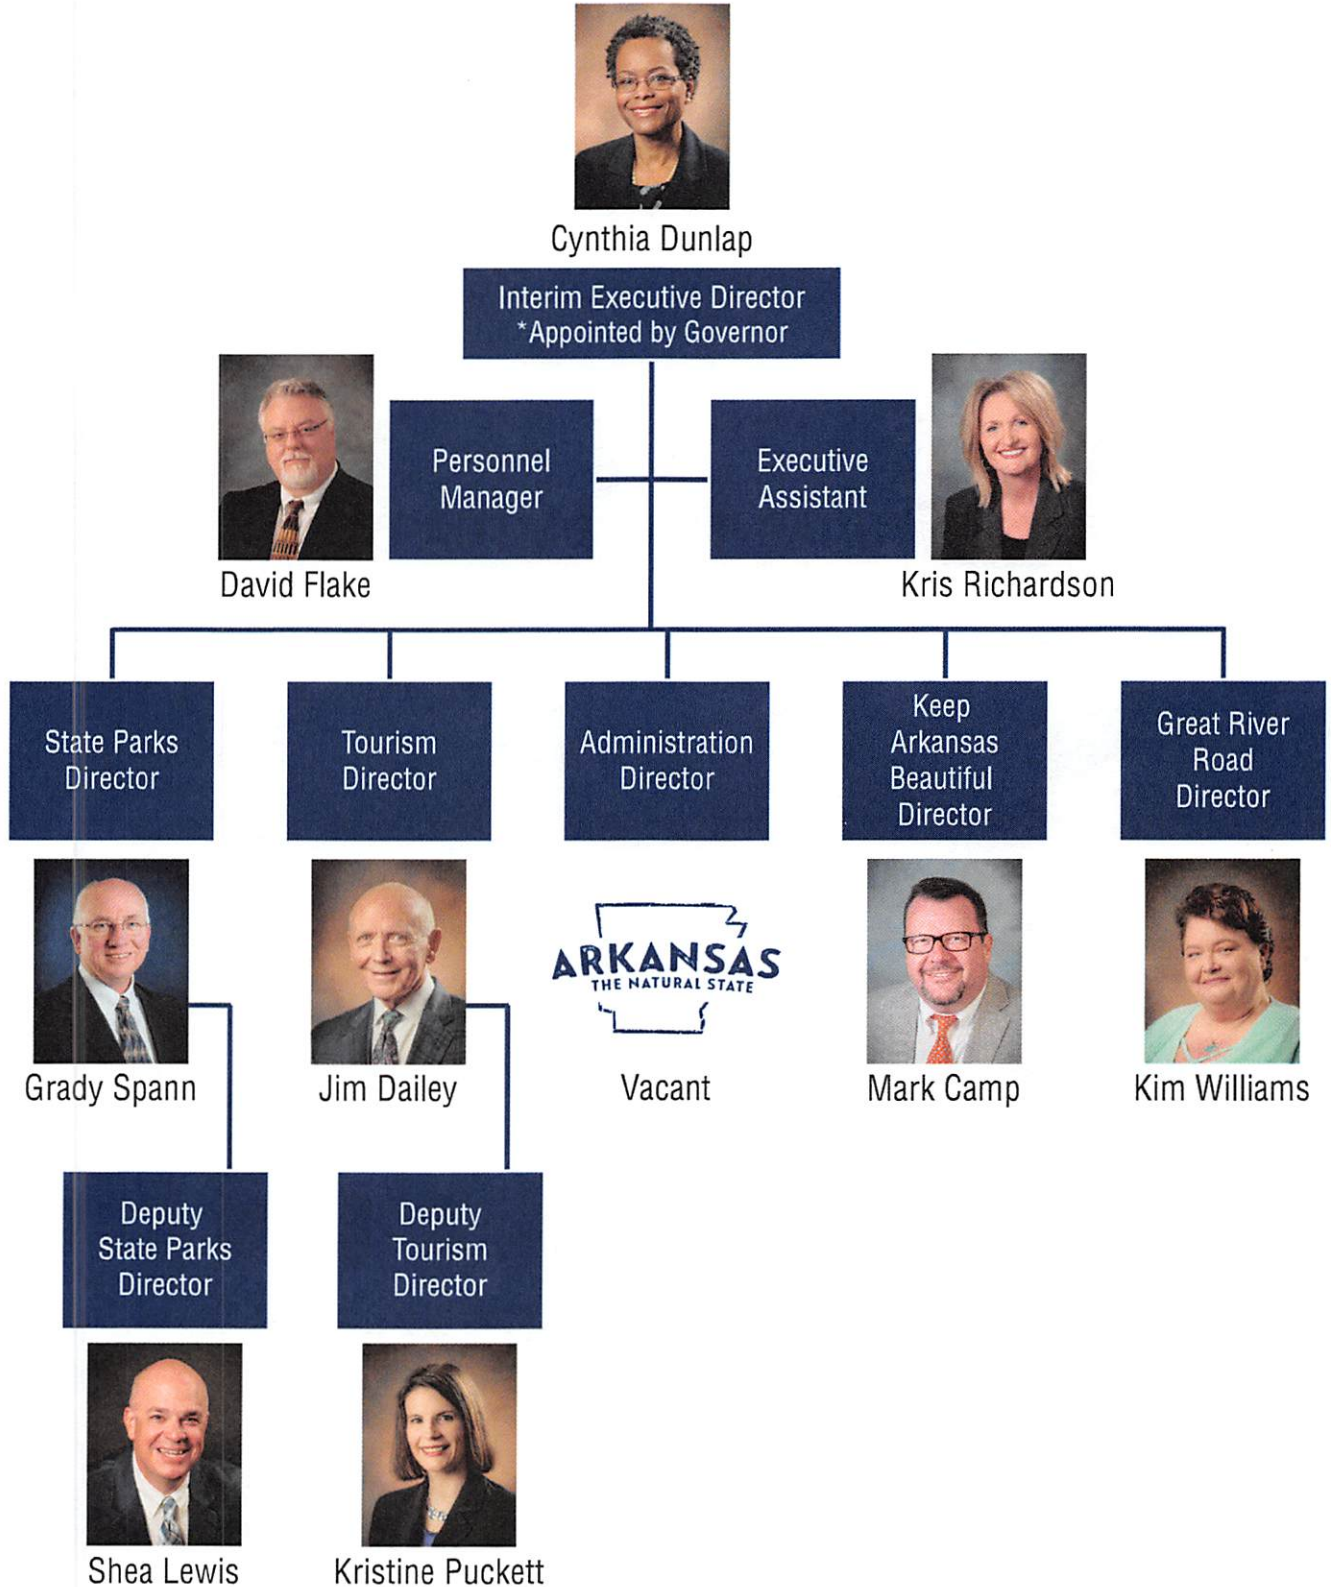 Cynthia Dunlap
Interim Executive Director
*Appointed by Governor
Personnel
Manager
David Flake
Executive
Assistant
Kris Richardson
State Parks
Director
Tourism
Director
Administration
Director
Keep
Arkansas
Beautiful
Director
Great River
Road
Director
Grady Spann
Jim Dailey
ARKANSAS
THE NATURAL STATE
Vacant
Mark Camp
Kim Williams
Deputy
State Parks
Director
Deputy
Tourism
Director
Shea Lewis
Kristine Puckett